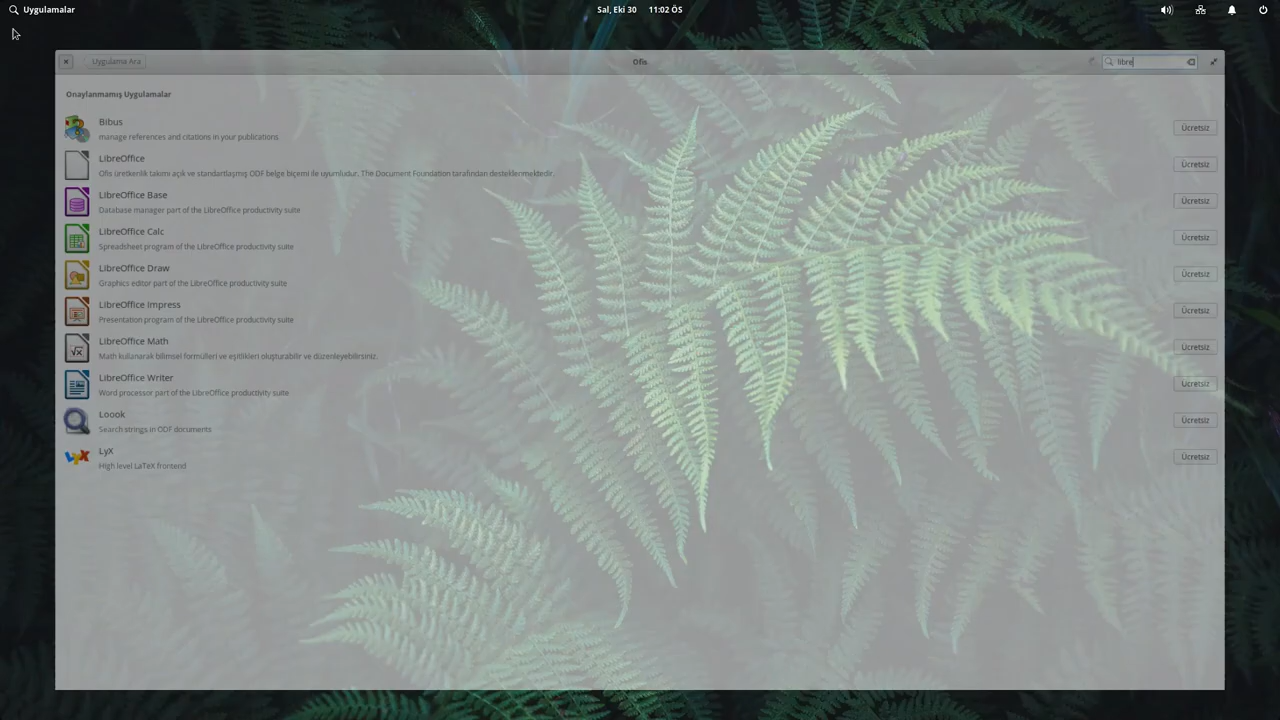 Uygulamalar
Sal, Eki 30 11:02 ÖS
Uygulama Ara
Ofis
libre
Onaylanmamış Uygulamalar
Bibus
manage references and citations in your publications
Ücretsiz
LibreOffice
Ofis üretkenlik takımı açık ve standartlaşmış ODF belge biçemi ile uyumludur. The Document Foundation tarafından desteklenmektedir.
Ücretsiz
LibreOffice Base
Database manager part of the LibreOffice productivity suite
Ücretsiz
LibreOffice Calc
Spreadsheet program of the LibreOffice productivity suite
Ücretsiz
LibreOffice Draw
Graphics editor part of the LibreOffice productivity suite
Ücretsiz
LibreOffice Impress
Presentation program of the LibreOffice productivity suite
Ücretsiz
LibreOffice Math
Math kullanarak bilimsel formülleri ve eşitlikleri oluşturabilir ve düzenleyebilirsiniz.
Ücretsiz
LibreOffice Writer
Word processor part of the LibreOffice productivity suite
Ücretsiz
Loook
Search strings in ODF documents
Ücretsiz
LyX
High level LaTeX frontend
Ücretsiz